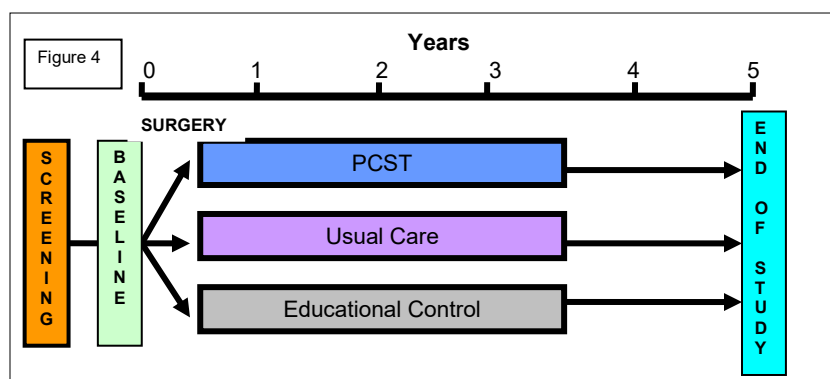 Figure 4
Years
0 1 2 3 4 5
SURGERY
SCREENING
BASELINE
PCST
Usual Care
Educational Control
END OF STUDY